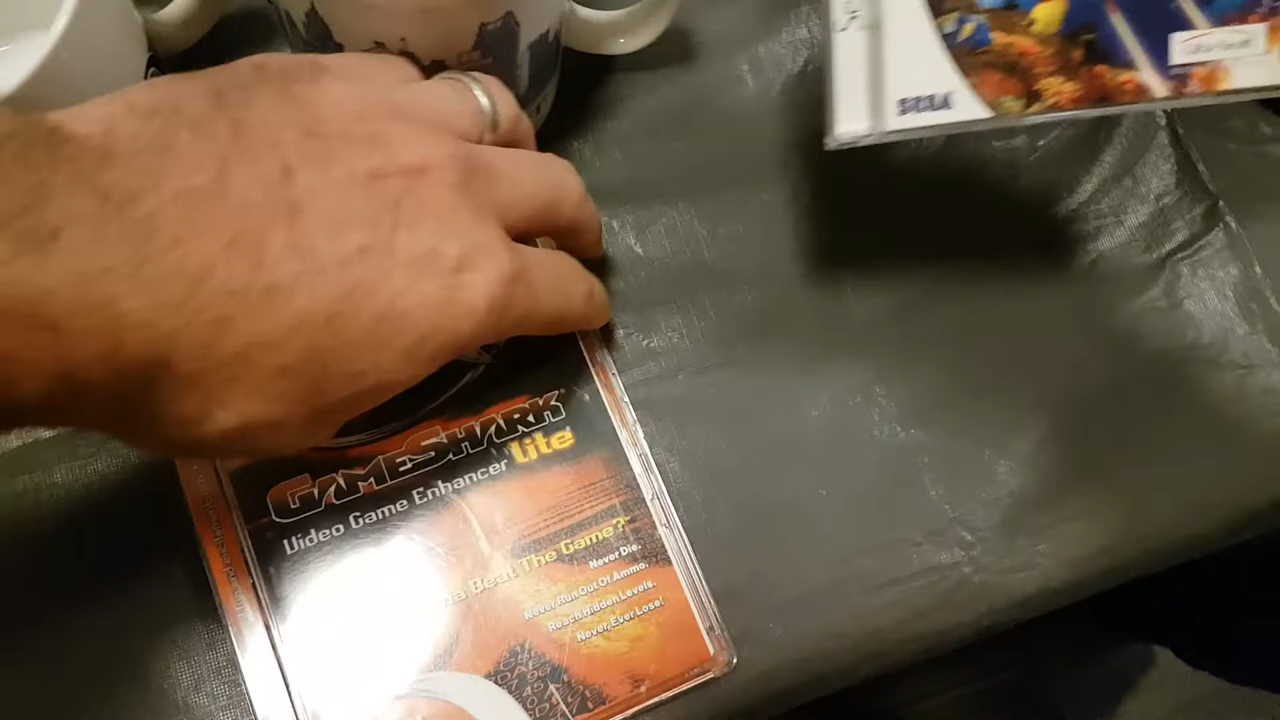 SEGA
GAMESHARK
Video Game Enhancer lite
Beat The Game?
Never Die.
Never Run Out Of Ammo.
Reach Hidden Levels.
Never, Ever Lose!